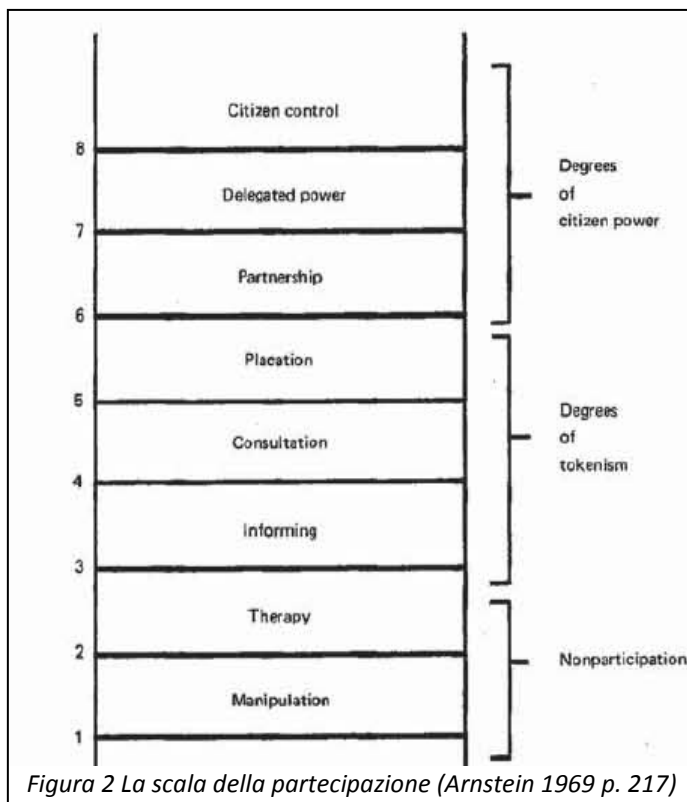 Citizen control
8
Delegated power
7
Partnership
6
Placation
5
Consultation
4
Informing
3
Therapy
2
Manipulation
1
Degrees
of
citizen power
Degrees
of
tokenism
Nonparticipation
Figura 2 La scala della partecipazione (Arnstein 1969 p. 217)